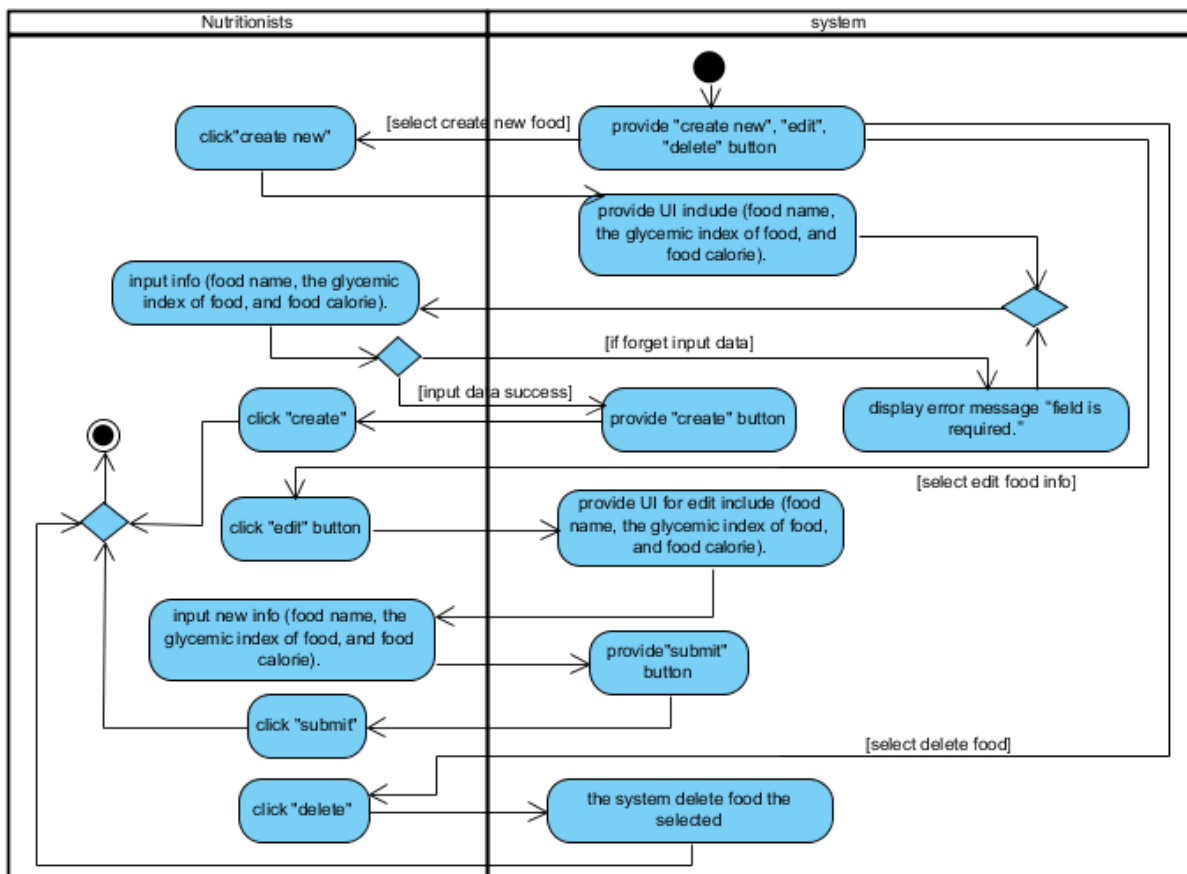 Nutritionists
system
[select create new food]
click"create new"
provide "create new", "edit",
"delete" button
provide UI include (food name,
the glycemic index of food, and
food calorie).
input info (food name, the glycemic
index of food, and food calorie).
[if forget input data]
[input data success]
click "create"
provide "create" button
display error message “field is
required.”
[select edit food info]
click "edit" button
provide UI for edit include (food
name, the glycemic index of food,
and food calorie).
input new info (food name, the
glycemic index of food, and food
calorie).
provide"submit"
button
click "submit"
[select delete food]
click "delete"
the system delete food the
selected